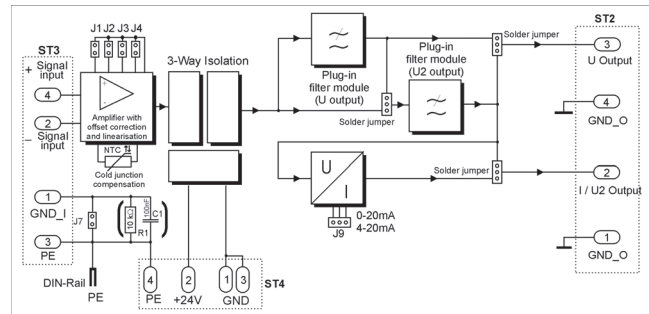 J1 J2 J3 J4
ST3
+ Signal
input
4
2
− Signal
input
Amplifier with
offset correction
and linearisation
NTC
Cold junction
compensation
3-Way Isolation
Plug-in
filter module
(U output)
Plug-in
filter module
(U2 output)
Solder jumper
Solder jumper
Solder jumper
ST2
3
U Output
4
GND_O
2
I / U2 Output
1
GND_O
U
I
0-20mA
4-20mA
J9
1
GND_I
J7
3
PE
10 kΩ
R1
100nF
C1
DIN-Rail
PE
4
PE
2
+24V
1
3
GND
ST4